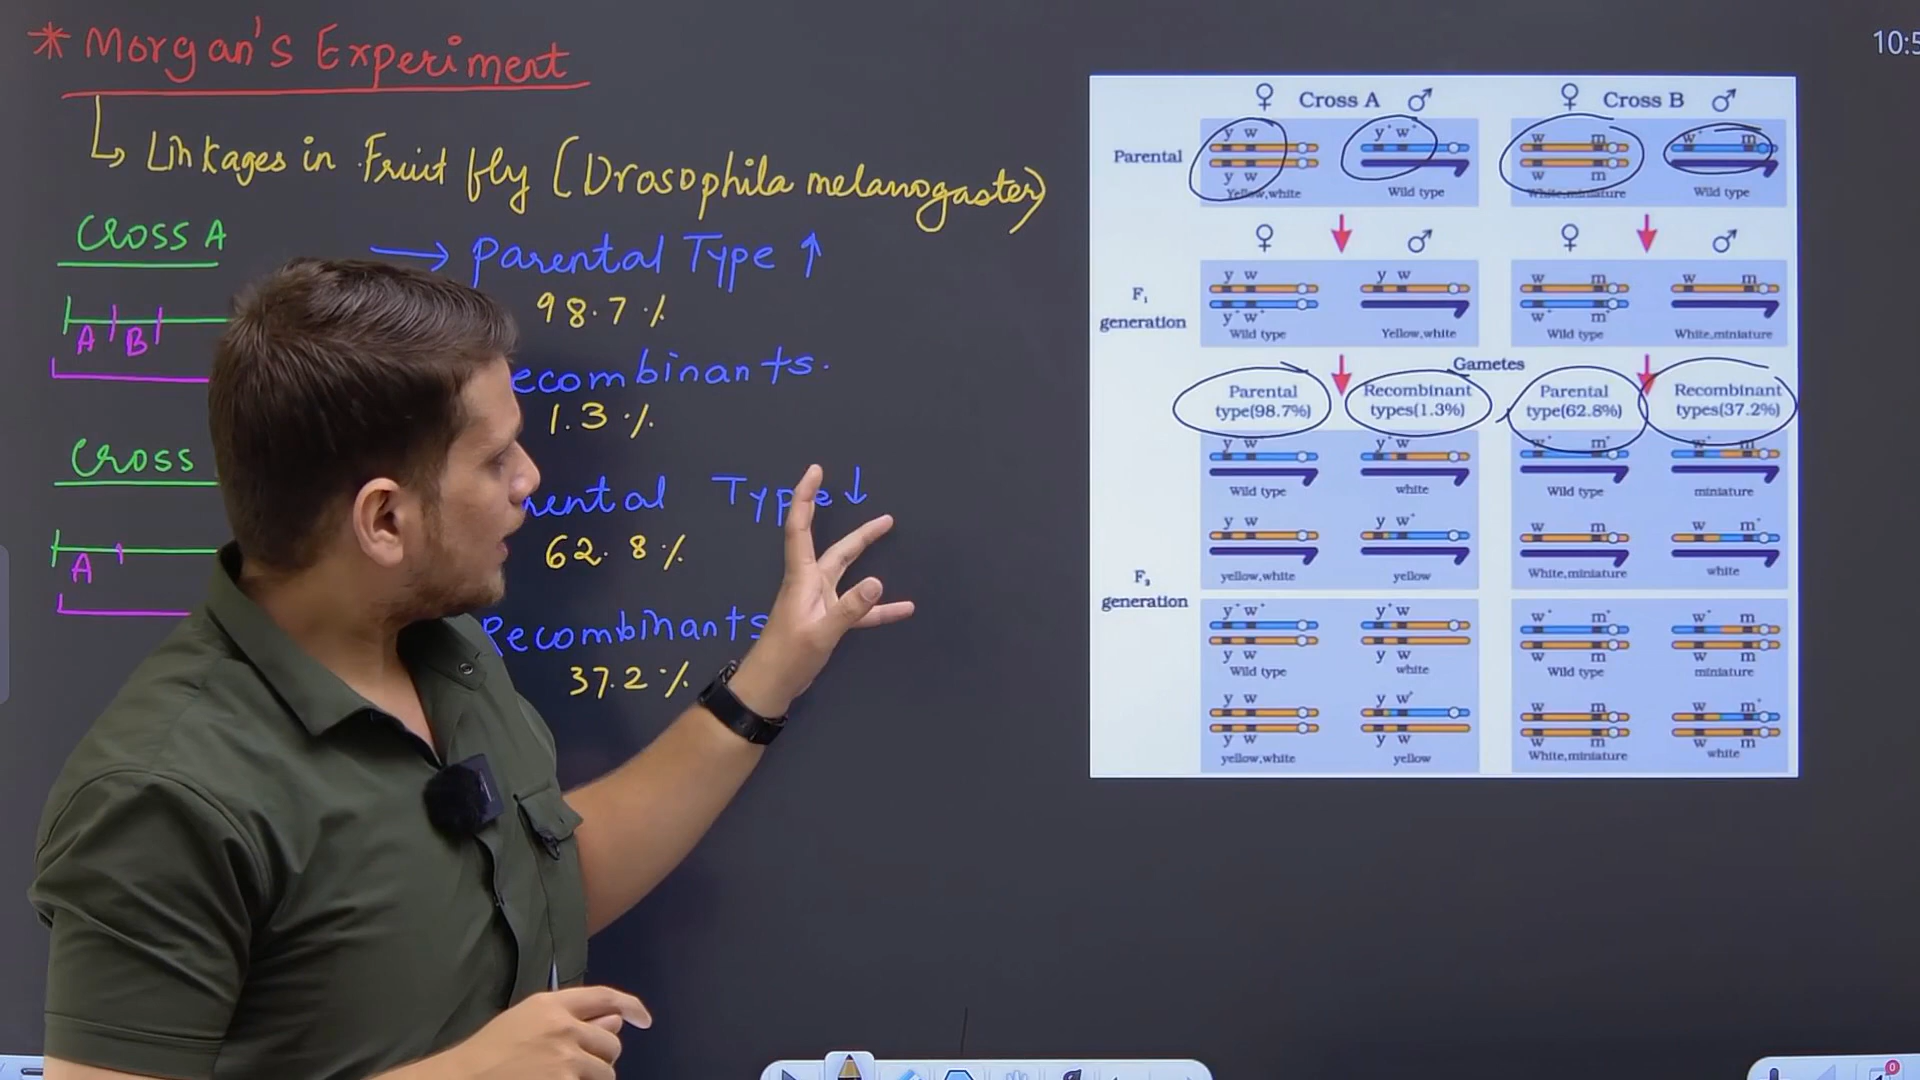 * Morgan's Experiment
Linkages in Fruit fly (Drosophila melanogaster)
Cross A
A B
→ Parental Type ↑
98.7 %
ecombinants.
1.3 %
Cross
A
rental Type ↓
62.8 %
Recombinants
37.2 %
10:5
♀ Cross A ♂
♀ Cross B ♂
Parental
y w
y w
Yellow,white
y+ w+
Wild type
w m
w m
White,miniature
w+ m
Wild type
♀ ♂
♀ ♂
F1
generation
y w
y+ w+
Wild type
y w
Yellow,white
w m
w+ m+
Wild type
w m
White,miniature
Gametes
Parental
type(98.7%)
Recombinant
types(1.3%)
Parental
type(62.8%)
Recombinant
types(37.2%)
generation
y+ w+
Wild type
y+ w
white
w+ m+
Wild type
w+ m
miniature
y w
yellow,white
y w+
yellow
w m
White,miniature
w m+
white
y+ w+
y w
Wild type
y+ w
y w
white
w+ m+
w m
Wild type
w+ m
w m
miniature
y w
y w
yellow,white
y w+
y w
yellow
w m
w m
White,miniature
w m+
w m
white
0